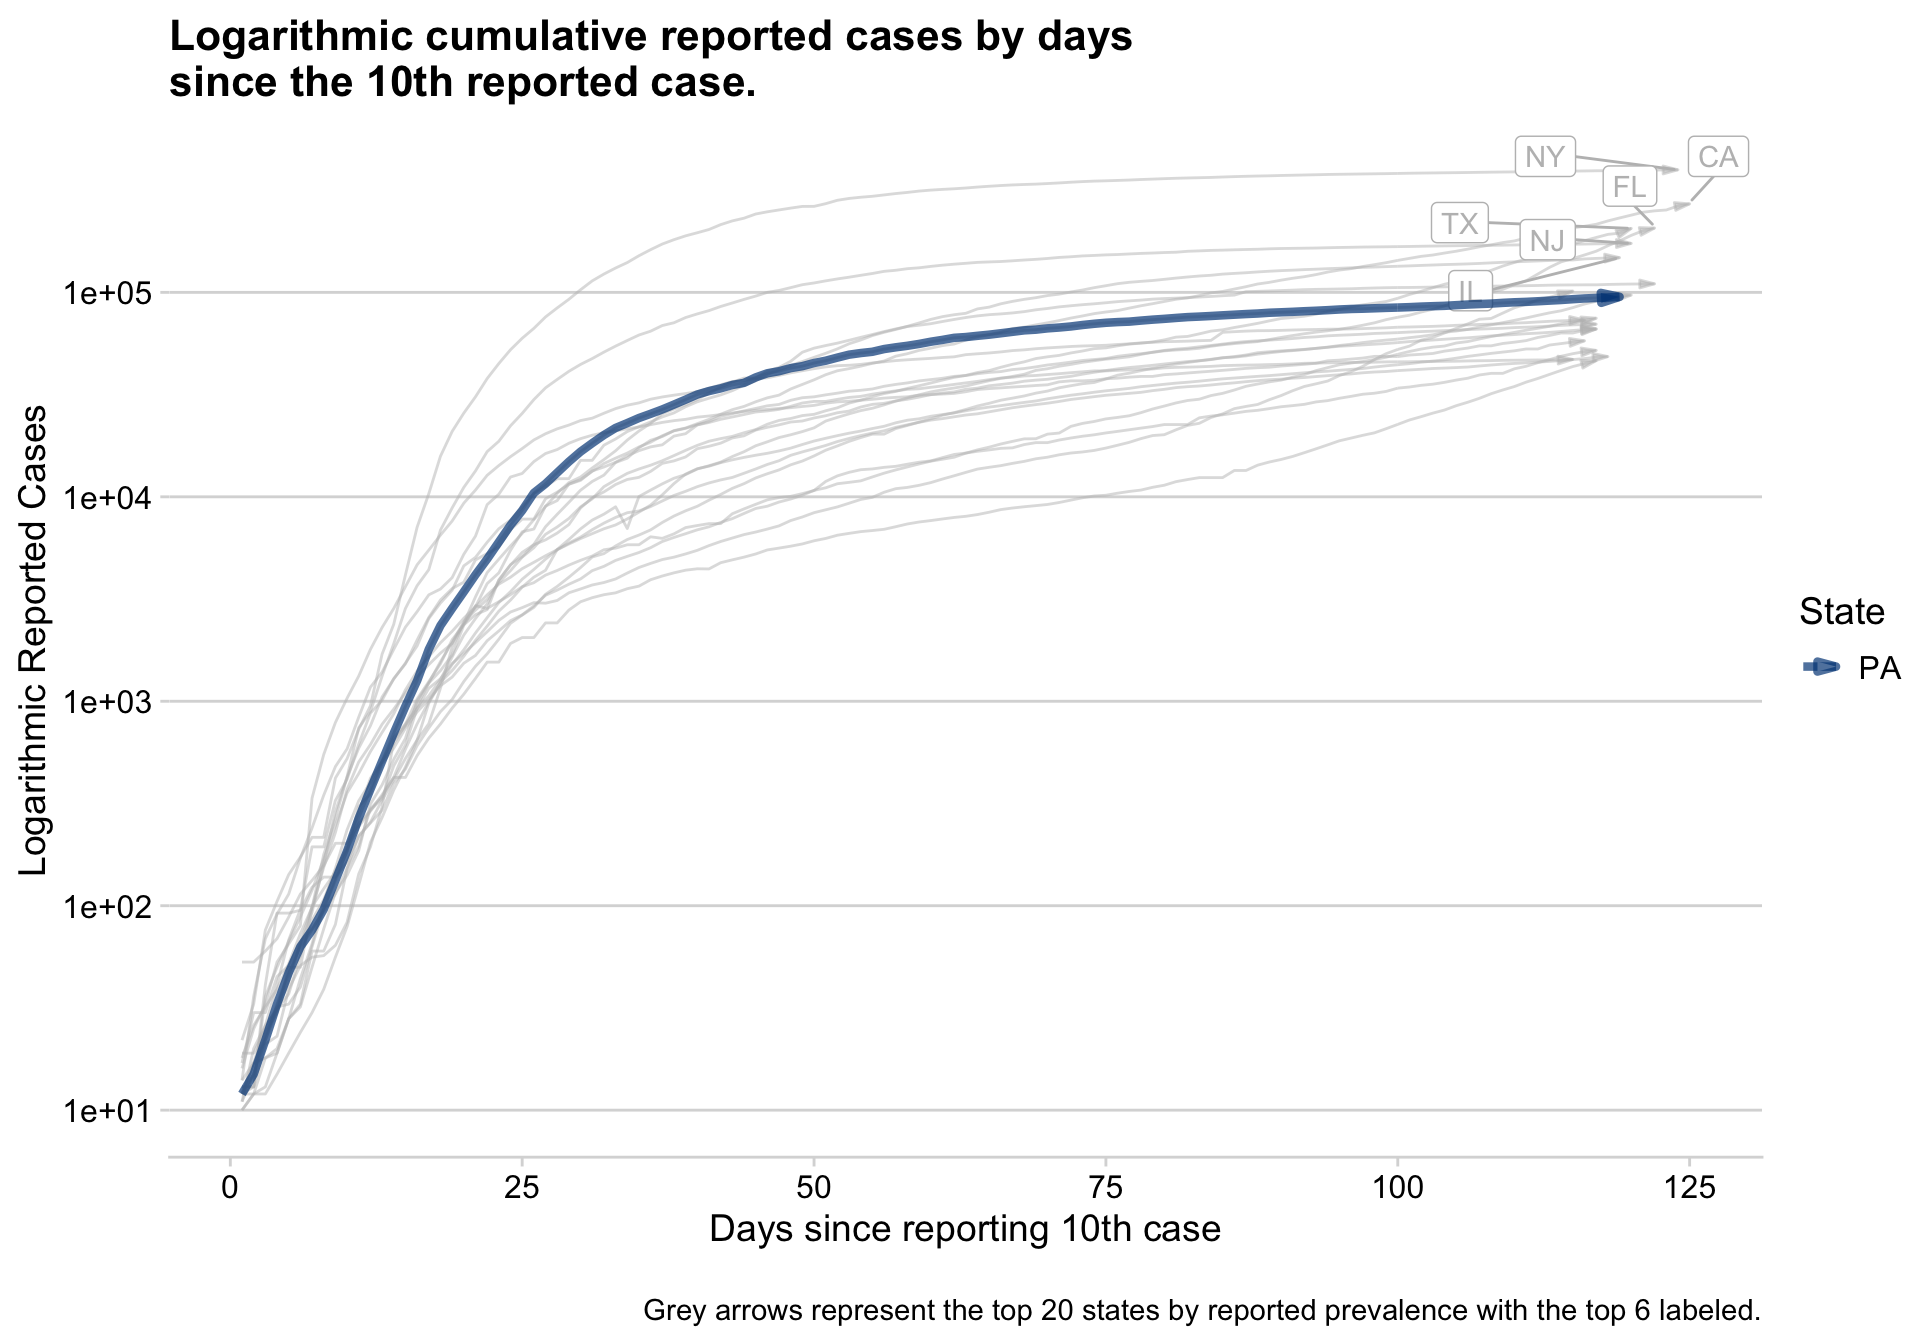 Logarithmic cumulative reported cases by days
since the 10th reported case.
NY
CA
FL
TX
NJ
IL
1e+05
1e+04
1e+03
1e+02
1e+01
Logarithmic Reported Cases
State
PA
0
25
50
75
100
125
Days since reporting 10th case
Grey arrows represent the top 20 states by reported prevalence with the top 6 labeled.